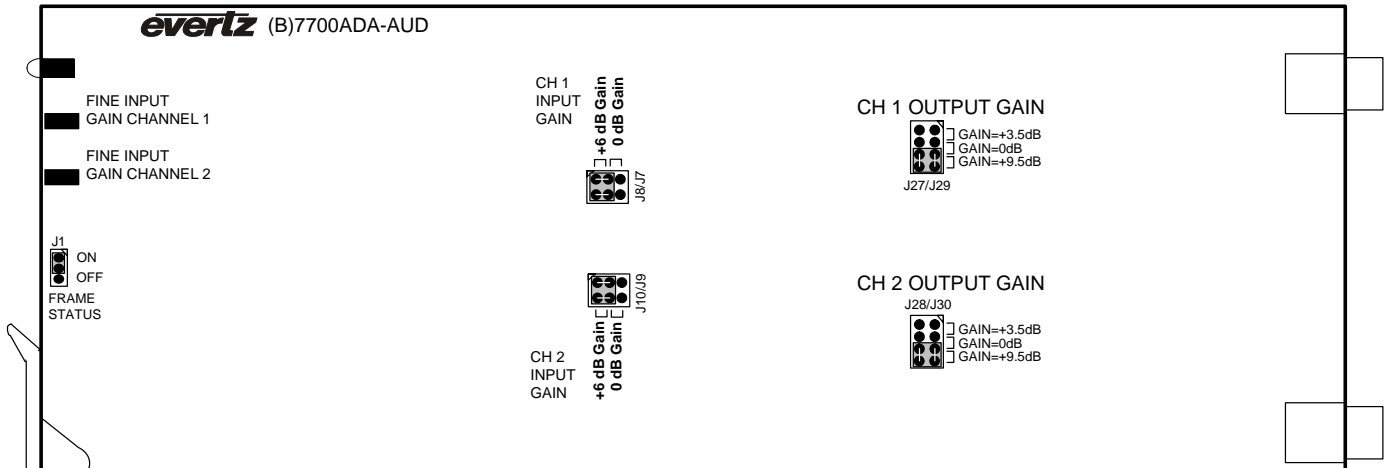 evertz (B)7700ADA-AUD
FINE INPUT
GAIN CHANNEL 1
FINE INPUT
GAIN CHANNEL 2
J1
ON
OFF
FRAME
STATUS
CH 1
INPUT
GAIN
+6 dB Gain
0 dB Gain
J8/J7
J10/J9
CH 2
INPUT
GAIN
+6 dB Gain
0 dB Gain
CH 1 OUTPUT GAIN
GAIN=+3.5dB
GAIN=0dB
GAIN=+9.5dB
J27/J29
CH 2 OUTPUT GAIN
J28/J30
GAIN=+3.5dB
GAIN=0dB
GAIN=+9.5dB